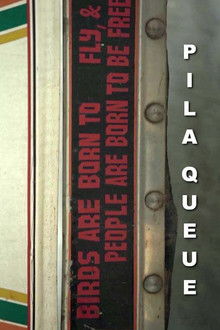 BIRDS ARE BORN TO FLY &
PEOPLE ARE BORN TO BE FREE
PILA QUEUE